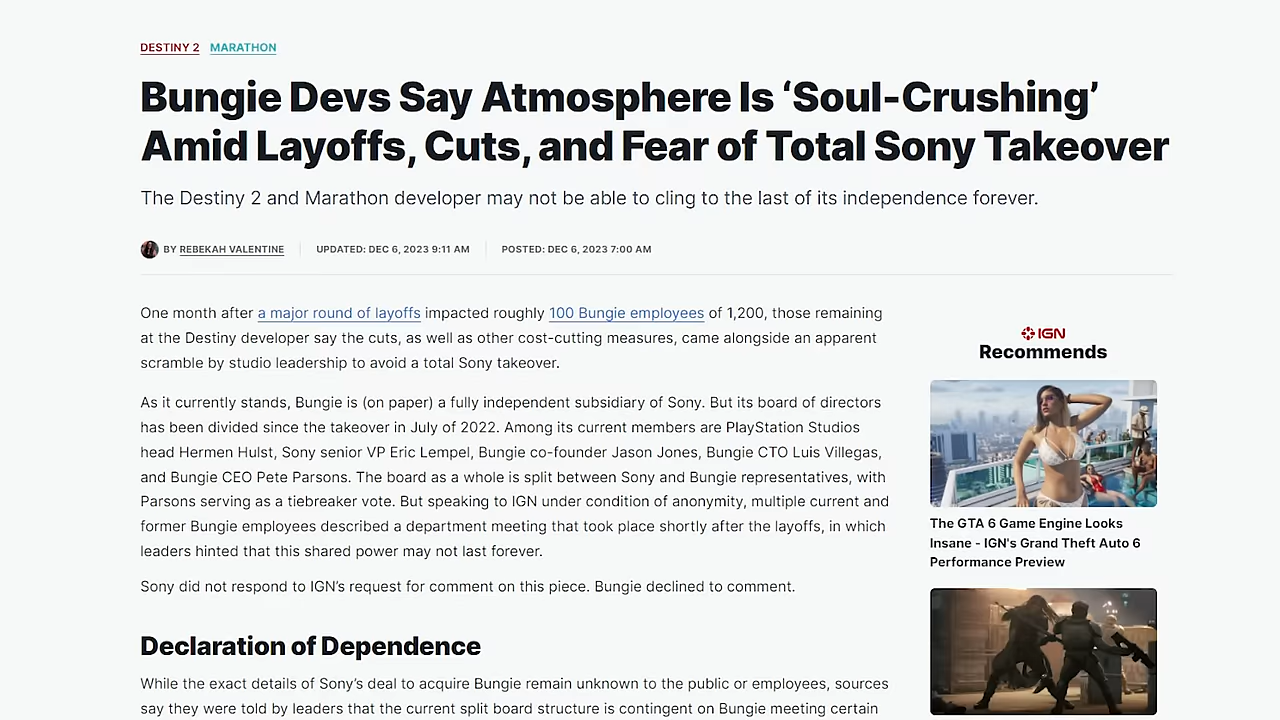 DESTINY 2 MARATHON
Bungie Devs Say Atmosphere Is ‘Soul-Crushing’
Amid Layoffs, Cuts, and Fear of Total Sony Takeover
The Destiny 2 and Marathon developer may not be able to cling to the last of its independence forever.
BY REBEKAH VALENTINE UPDATED: DEC 6, 2023 9:11 AM POSTED: DEC 6, 2023 7:00 AM
One month after a major round of layoffs impacted roughly 100 Bungie employees of 1,200, those remaining
at the Destiny developer say the cuts, as well as other cost-cutting measures, came alongside an apparent
scramble by studio leadership to avoid a total Sony takeover.
As it currently stands, Bungie is (on paper) a fully independent subsidiary of Sony. But its board of directors
has been divided since the takeover in July of 2022. Among its current members are PlayStation Studios
head Hermen Hulst, Sony senior VP Eric Lempel, Bungie co-founder Jason Jones, Bungie CTO Luis Villegas,
and Bungie CEO Pete Parsons. The board as a whole is split between Sony and Bungie representatives, with
Parsons serving as a tiebreaker vote. But speaking to IGN under condition of anonymity, multiple current and
former Bungie employees described a department meeting that took place shortly after the layoffs, in which
leaders hinted that this shared power may not last forever.
Sony did not respond to IGN’s request for comment on this piece. Bungie declined to comment.
Declaration of Dependence
While the exact details of Sony’s deal to acquire Bungie remain unknown to the public or employees, sources
say they were told by leaders that the current split board structure is contingent on Bungie meeting certain
IGN
Recommends
The GTA 6 Game Engine Looks
Insane - IGN's Grand Theft Auto 6
Performance Preview